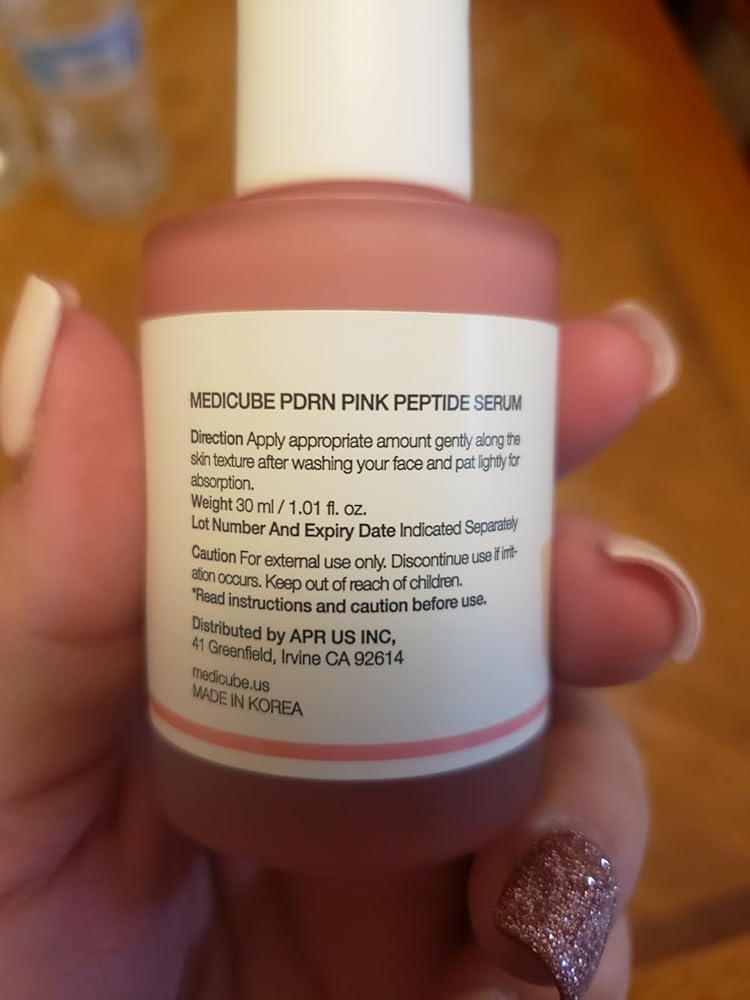 MEDICUBE PDRN PINK PEPTIDE SERUM
Direction Apply appropriate amount gently along the
skin texture after washing your face and pat lightly for
absorption.
Weight 30 ml / 1.01 fl. oz.
Lot Number And Expiry Date Indicated Separately
Caution For external use only. Discontinue use if irrit-
ation occurs. Keep out of reach of children.
*Read instructions and caution before use.
Distributed by APR US INC,
41 Greenfield, Irvine CA 92614
medicube.us
MADE IN KOREA